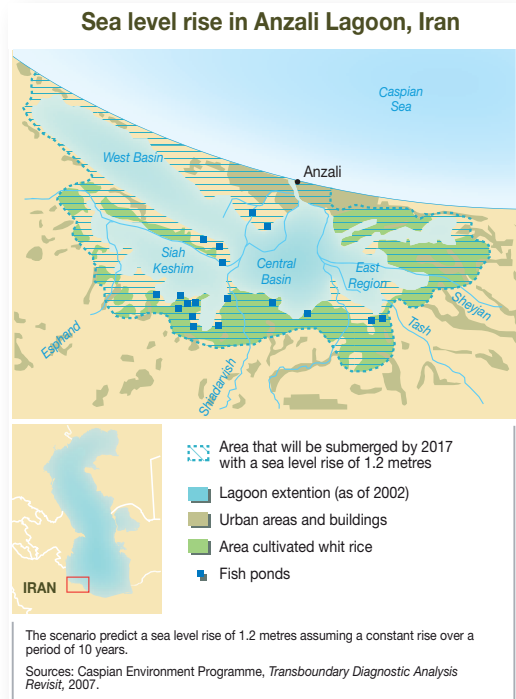 Sea level rise in Anzali Lagoon, Iran
Caspian
Sea
West Basin
Anzali
Siah
Keshim
Central
Basin
East
Region
Sheyjan
Tash
Esphand
Shiadarvish
Area that will be submerged by 2017
with a sea level rise of 1.2 metres
Lagoon extention (as of 2002)
Urban areas and buildings
Area cultivated whit rice
Fish ponds
IRAN
The scenario predict a sea level rise of 1.2 metres assuming a constant rise over a
period of 10 years.
Sources: Caspian Environment Programme, Transboundary Diagnostic Analysis
Revisit, 2007.